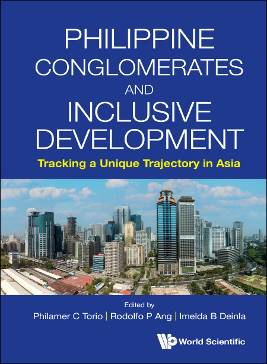 PHILIPPINE
CONGLOMERATES
AND
INCLUSIVE
DEVELOPMENT
Tracking a Unique Trajectory in Asia
Edited by
Philamer C Torio | Rodolfo P Ang | Imelda B Deinla
World Scientific